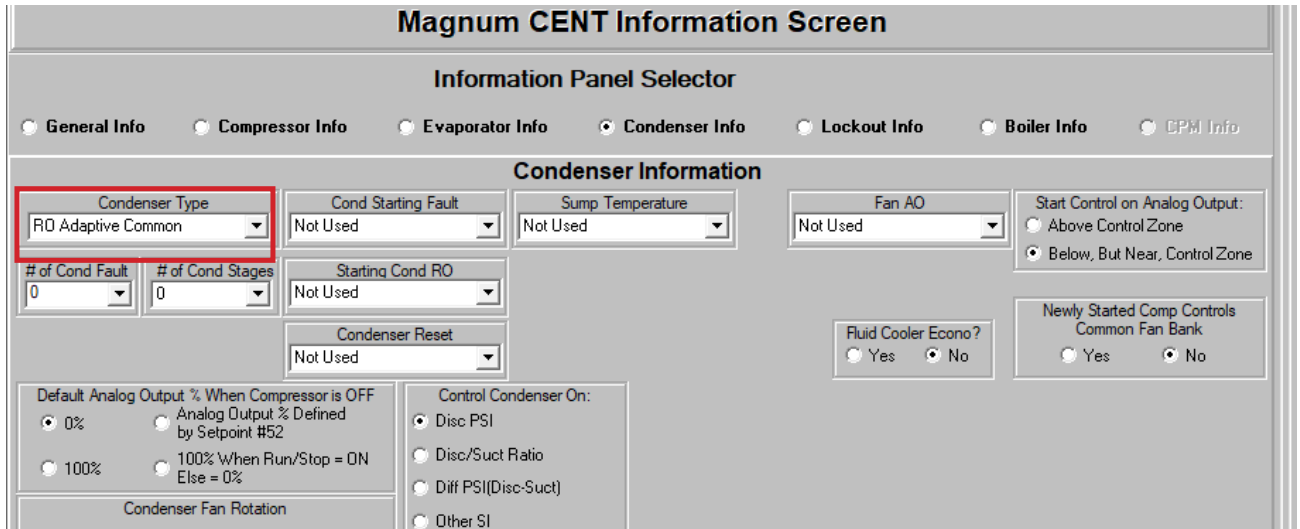 Magnum CENT Information Screen
Information Panel Selector
General Info Compressor Info Evaporator Info Condenser Info Lockout Info Boiler Info CPM Info
Condenser Information
Condenser Type Cond Starting Fault Sump Temperature Fan AO Start Control on Analog Output:
RO Adaptive Common Not Used Not Used Not Used Above Control Zone
Below, But Near, Control Zone
# of Cond Fault # of Cond Stages Starting Cond RO
0 0 Not Used
Newly Started Comp Controls
Common Fan Bank
Condenser Reset Fluid Cooler Econo?
Not Used Yes No Yes No
Default Analog Output % When Compressor is OFF Control Condenser On:
0% Analog Output % Defined
by Setpoint #52
Disc PSI
100% 100% When Run/Stop = ON
Else = 0%
Disc/Suct Ratio
Diff PSI(Disc-Suct)
Condenser Fan Rotation
Other SI